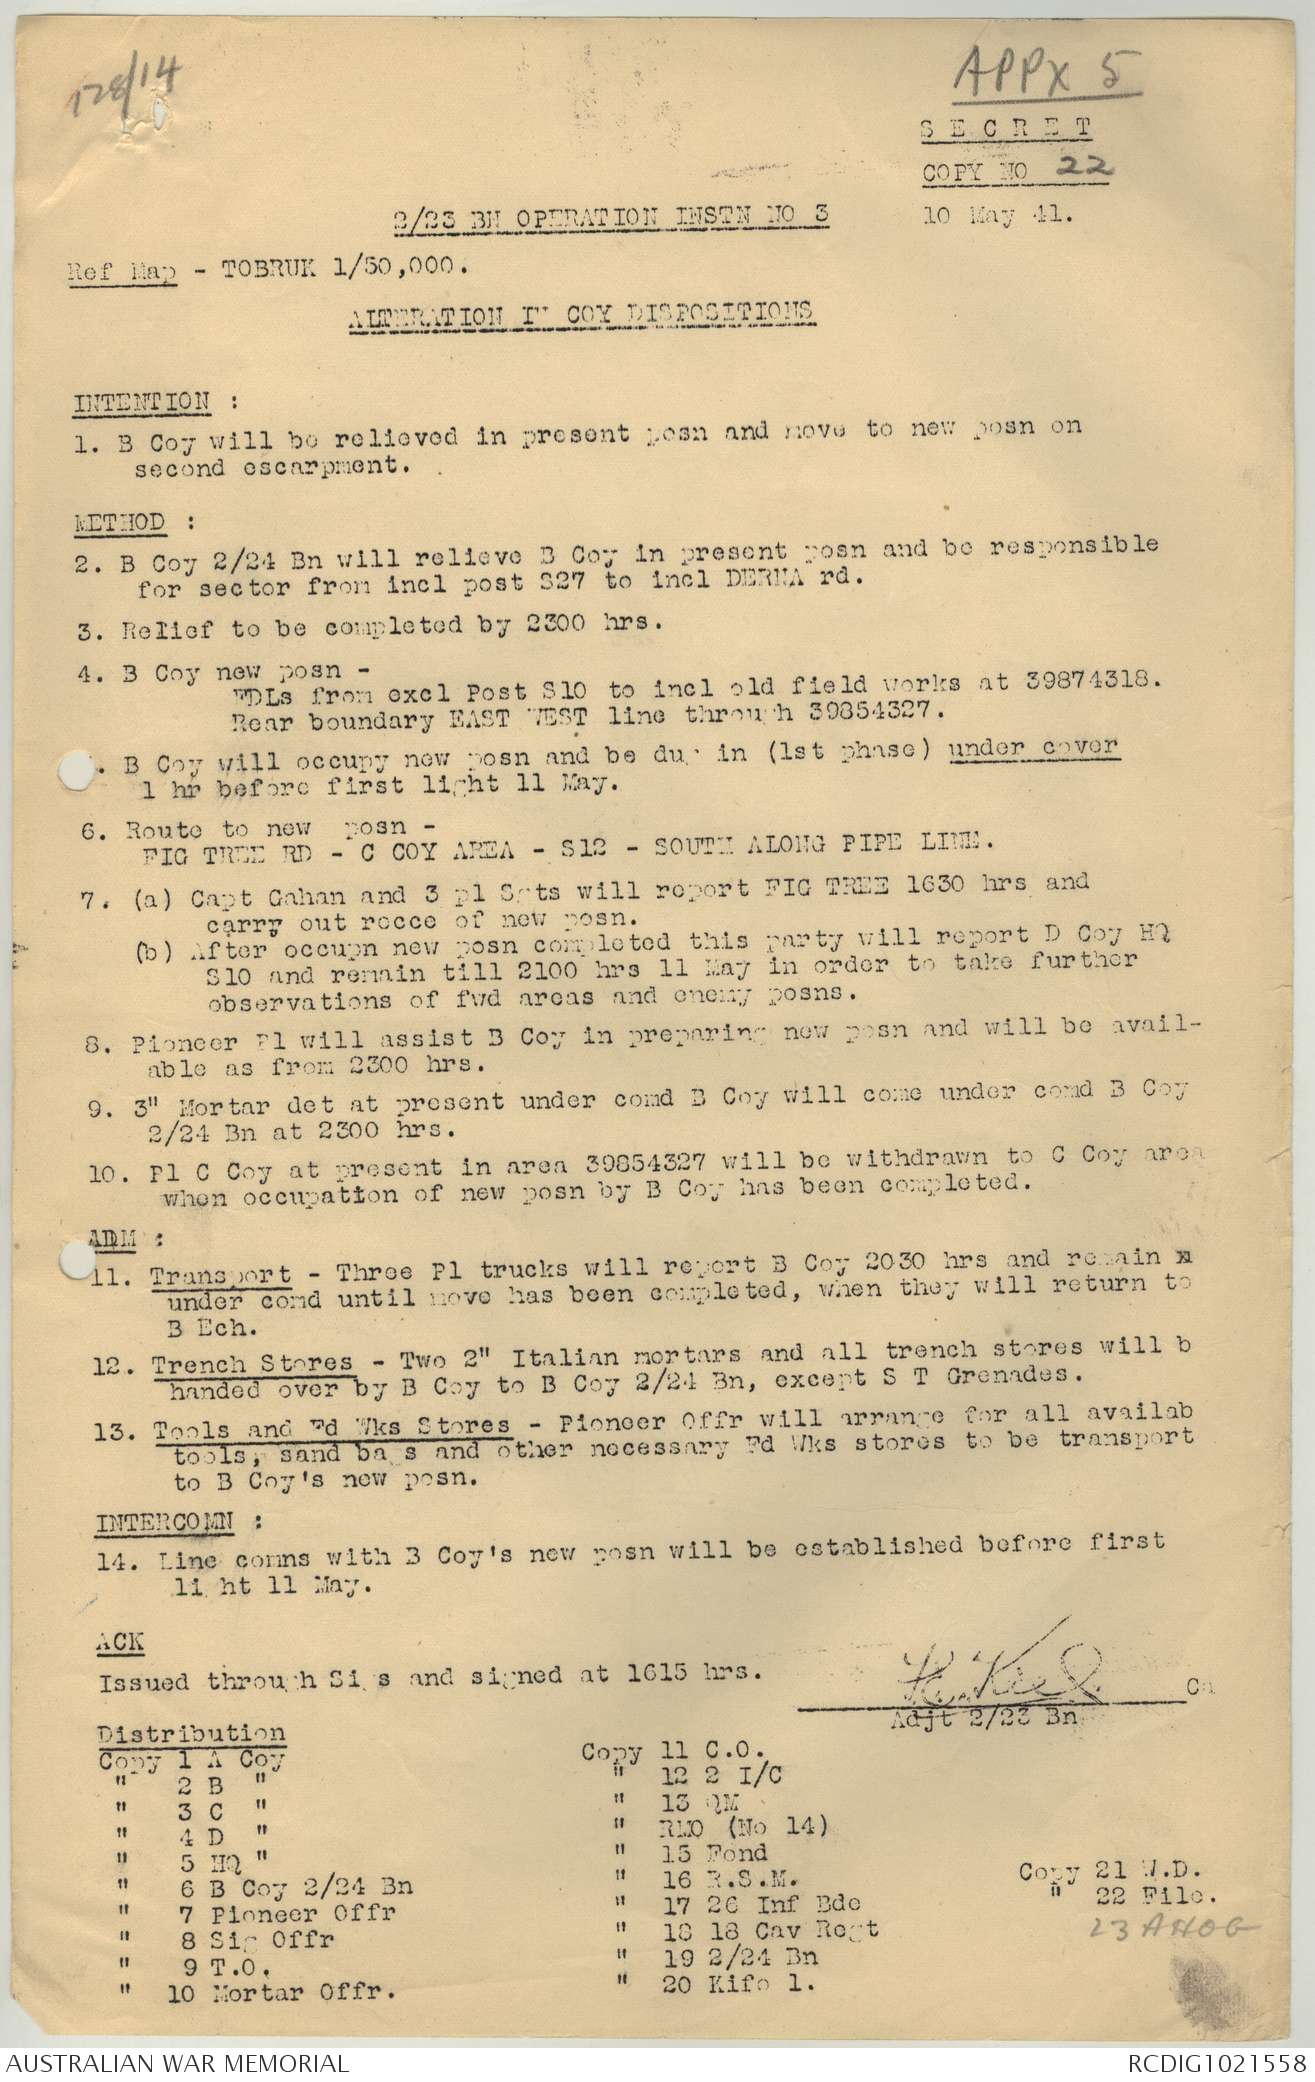 128/14
APPX 5
SECRET
COPY NO 22
2/23 BN OPERATION INSTN NO 3
10 May 41.
Ref Map - TOBRUK 1/50,000.
ALTERATION IN COY DISPOSITIONS
INTENTION :
1. B Coy will be relieved in present posn and move to new posn on
second escarpment.
METHOD :
2. B Coy 2/24 Bn will relieve B Coy in present posn and be responsible
for sector from incl post S27 to incl DERNA rd.
3. Relief to be completed by 2300 hrs.
4. B Coy new posn -
FDLs from excl Post S10 to incl old field works at 39874318.
Rear boundary EAST WEST line through 39854327.
. B Coy will occupy new posn and be dug in (1st phase) under cover
1 hr before first light 11 May.
6. Route to new posn -
FIG TREE RD - C COY AREA - S12 - SOUTH ALONG PIPE LINE.
7. (a) Capt Gahan and 3 pl Sgts will report FIG TREE 1630 hrs and
carry out recce of new posn.
(b) After occupn new posn completed this party will report D Coy HQ
S10 and remain till 2100 hrs 11 May in order to take further
observations of fwd areas and enemy posns.
8. Pioneer Pl will assist B Coy in preparing new posn and will be avail-
able as from 2300 hrs.
9. 3" Mortar det at present under comd B Coy will come under comd B Coy
2/24 Bn at 2300 hrs.
10. Pl C Coy at present in area 39854327 will be withdrawn to C Coy area
when occupation of new posn by B Coy has been completed.
ADM :
11. Transport - Three Pl trucks will report B Coy 2030 hrs and remain x
under comd until move has been completed, when they will return to
B Ech.
12. Trench Stores - Two 2" Italian mortars and all trench stores will b
handed over by B Coy to B Coy 2/24 Bn, except S T Grenades.
13. Tools and Fd Wks Stores - Pioneer Offr will arrange for all availab
tools, sand bags and other necessary Fd Wks stores to be transport
to B Coy's new posn.
INTERCOMN :
14. Line comns with B Coy's new posn will be established before first
light 11 May.
ACK
Issued through Sigs and signed at 1615 hrs.
Ca
Adjt 2/23 Bn
Distribution
Copy 1 A Coy
" 2 B "
" 3 C "
" 4 D "
" 5 HQ "
" 6 B Coy 2/24 Bn
" 7 Pioneer Offr
" 8 Sig Offr
" 9 T.O.
" 10 Mortar Offr.
Copy 11 C.O.
" 12 2 I/C
" 13 QM
" RMO (No 14)
" 15 Fond
" 16 R.S.M.
" 17 26 Inf Bde
" 18 18 Cav Regt
" 19 2/24 Bn
" 20 Kifo 1.
Copy 21 W.D.
" 22 File.
23 AHOG
AUSTRALIAN WAR MEMORIAL
RCDIG1021558